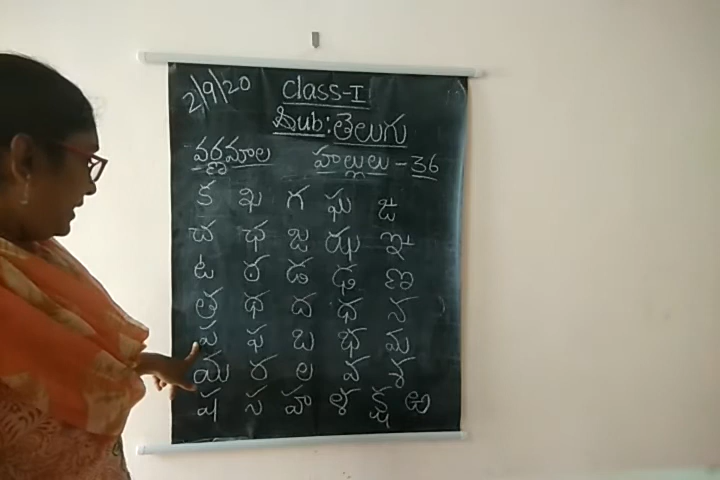 2/9/20
Class-I
Sub: తెలుగు
వర్ణమాల హల్లులు - 36
క ఖ గ ఘ ఙ
చ ఛ జ ఝ ఞ
ట ఠ డ ఢ ణ
త థ ద ధ న
ప ఫ బ భ మ
య ర ల వ శ
ష స హ ళ క్ష ఱ